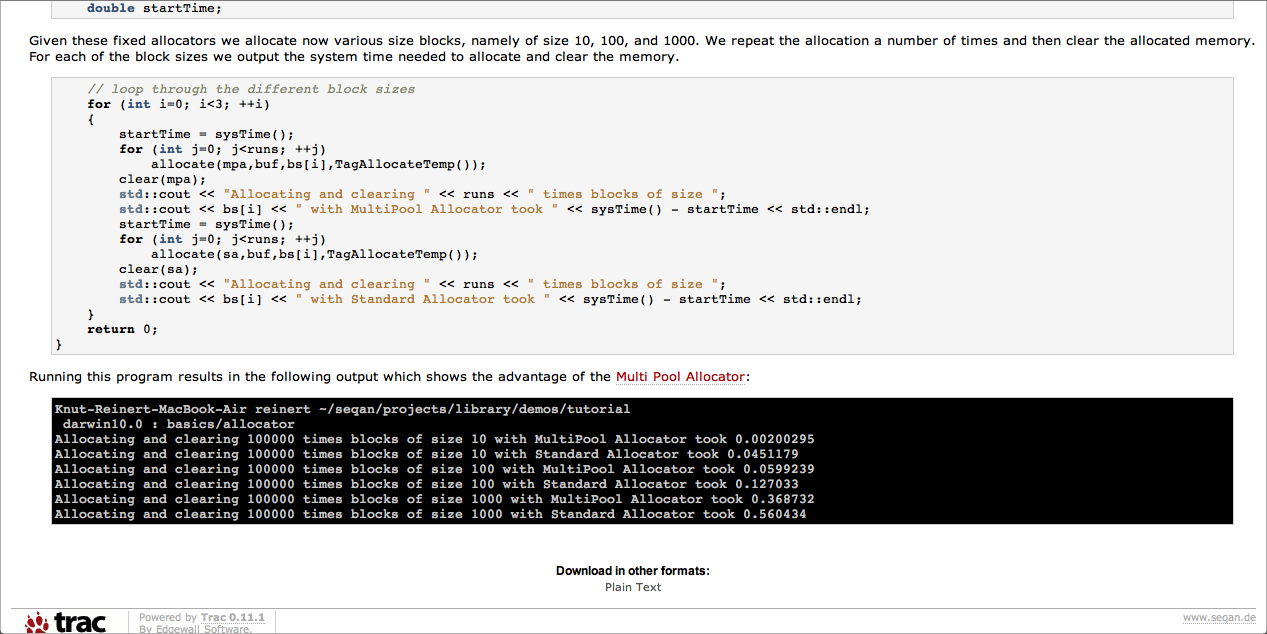 double startTime;
Given these fixed allocators we allocate now various size blocks, namely of size 10, 100, and 1000. We repeat the allocation a number of times and then clear the allocated memory.
For each of the block sizes we output the system time needed to allocate and clear the memory.
// loop through the different block sizes
for (int i=0; i<3; ++i)
{
startTime = sysTime();
for (int j=0; j<runs; ++j)
allocate(mpa,buf,bs[i],TagAllocateTemp());
clear(mpa);
std::cout << "Allocating and clearing " << runs << " times blocks of size ";
std::cout << bs[i] << " with MultiPool Allocator took " << sysTime() - startTime << std::endl;
startTime = sysTime();
for (int j=0; j<runs; ++j)
allocate(sa,buf,bs[i],TagAllocateTemp());
clear(sa);
std::cout << "Allocating and clearing " << runs << " times blocks of size ";
std::cout << bs[i] << " with Standard Allocator took " << sysTime() - startTime << std::endl;
}
return 0;
}
Running this program results in the following output which shows the advantage of the Multi Pool Allocator:
Knut-Reinert-MacBook-Air reinert ~/seqan/projects/library/demos/tutorial
darwin10.0 : basics/allocator
Allocating and clearing 100000 times blocks of size 10 with MultiPool Allocator took 0.00200295
Allocating and clearing 100000 times blocks of size 10 with Standard Allocator took 0.0451179
Allocating and clearing 100000 times blocks of size 100 with MultiPool Allocator took 0.0599239
Allocating and clearing 100000 times blocks of size 100 with Standard Allocator took 0.127033
Allocating and clearing 100000 times blocks of size 1000 with MultiPool Allocator took 0.368732
Allocating and clearing 100000 times blocks of size 1000 with Standard Allocator took 0.560434
Download in other formats:
Plain Text
trac
Powered by Trac 0.11.1
By Edgewall Software.
www.seqan.de